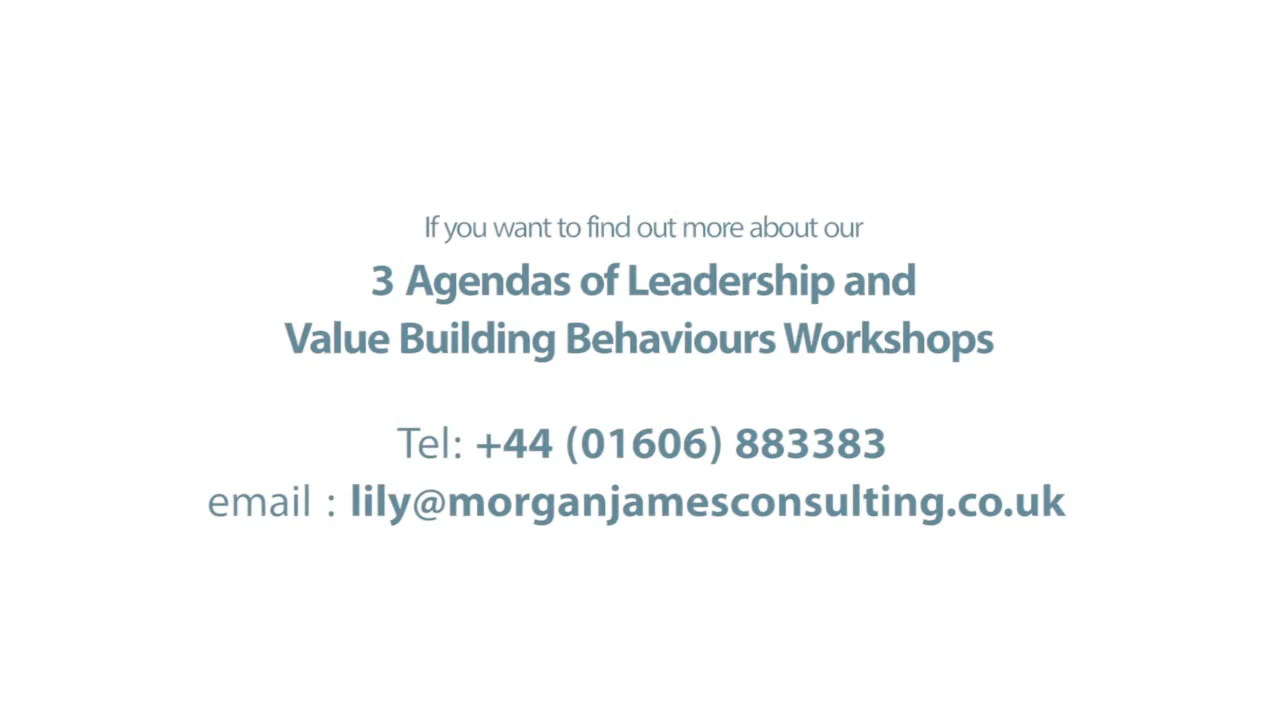 If you want to find out more about our
3 Agendas of Leadership and
Value Building Behaviours Workshops
Tel: +44 (01606) 883383
email : lily@morganjamesconsulting.co.uk